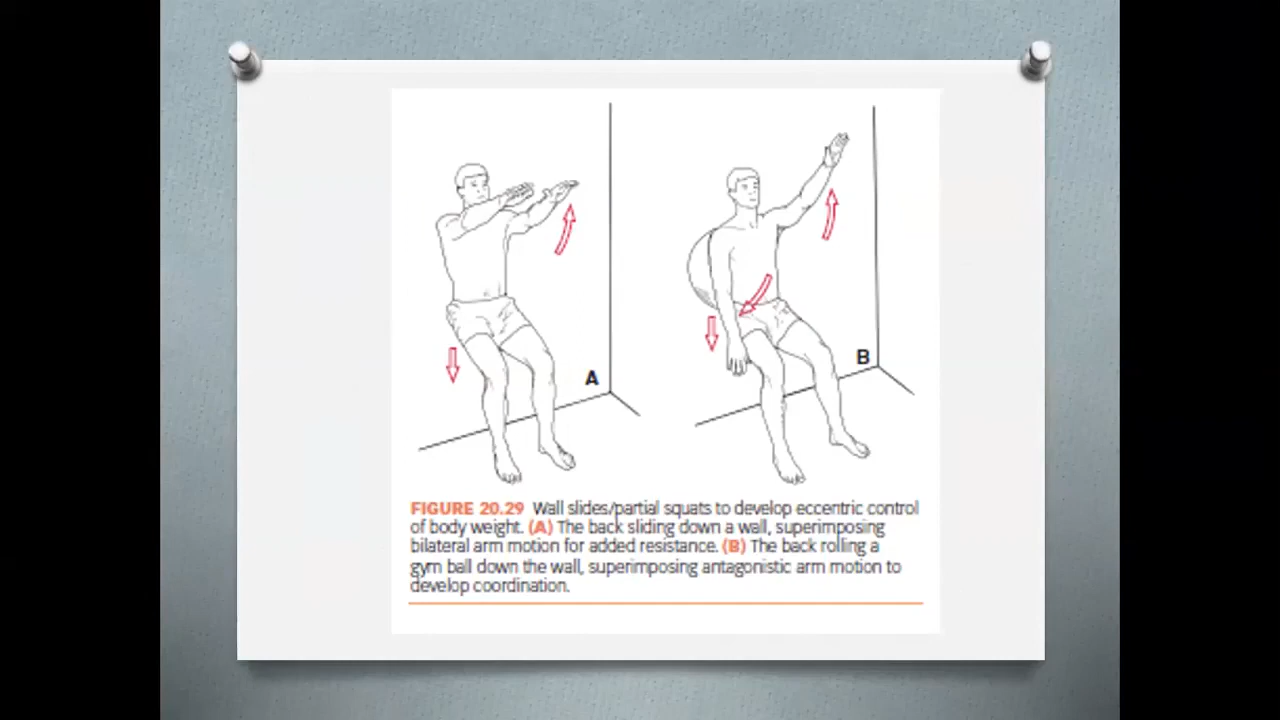 A
B
FIGURE 20.29 Wall slides/partial squats to develop eccentric control
of body weight. (A) The back sliding down a wall, superimposing
bilateral arm motion for added resistance. (B) The back rolling a
gym ball down the wall, superimposing antagonistic arm motion to
develop coordination.